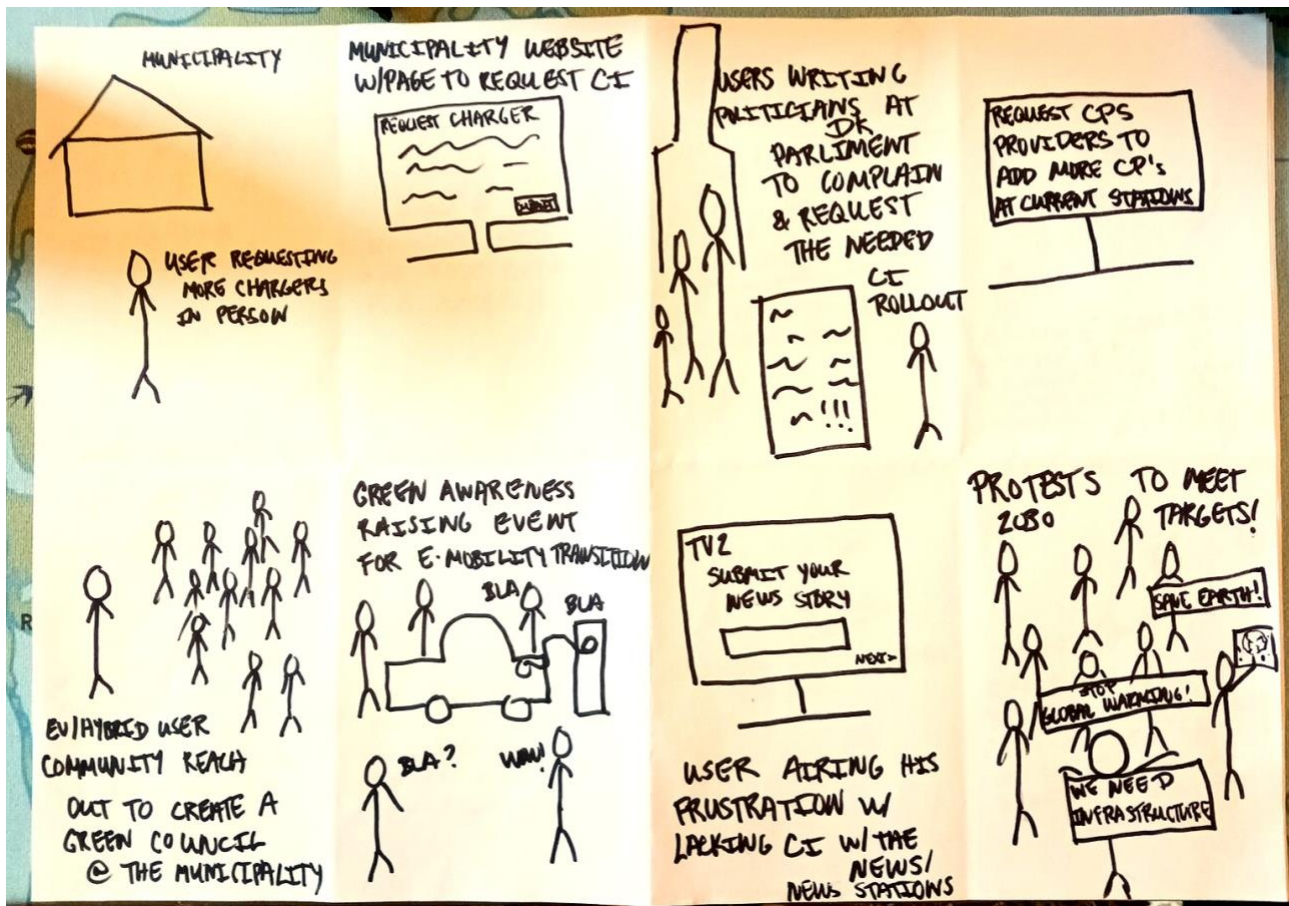 MUNICIPALITY
USER REQUESTING
MORE CHARGERS
IN PERSON
MUNICIPALITY WEBSITE
W/PAGE TO REQUEST CI
REQUEST CHARGER
SUBMIT
USERS WRITING
POLITICIANS AT
DK
PARLIMENT
TO COMPLAIN
& REQUEST
THE NEEDED
CI
ROLLOUT
!!!
REQUEST CPS
PROVIDERS TO
ADD MORE CP's
AT CURRENT STATIONS
EV/HYBRID USER
COMMUNITY REACH
OUT TO CREATE A
GREEN COUNCIL
@ THE MUNICIPALITY
GREEN AWARENESS
RAISING EVENT
FOR E-MOBILITY TRANSITION
BLA
BLA
BLA?
WOW!
TV2
SUBMIT YOUR
NEWS STORY
NEXT>
USER AIRING HIS
FRUSTRATION W/
LACKING CI W/THE
NEWS/
NEWS STATIONS
PROTESTS TO MEET
2030 TARGETS!
SAVE EARTH!
STOP
GLOBAL WARMING!
WE NEED
INFRASTRUCTURE